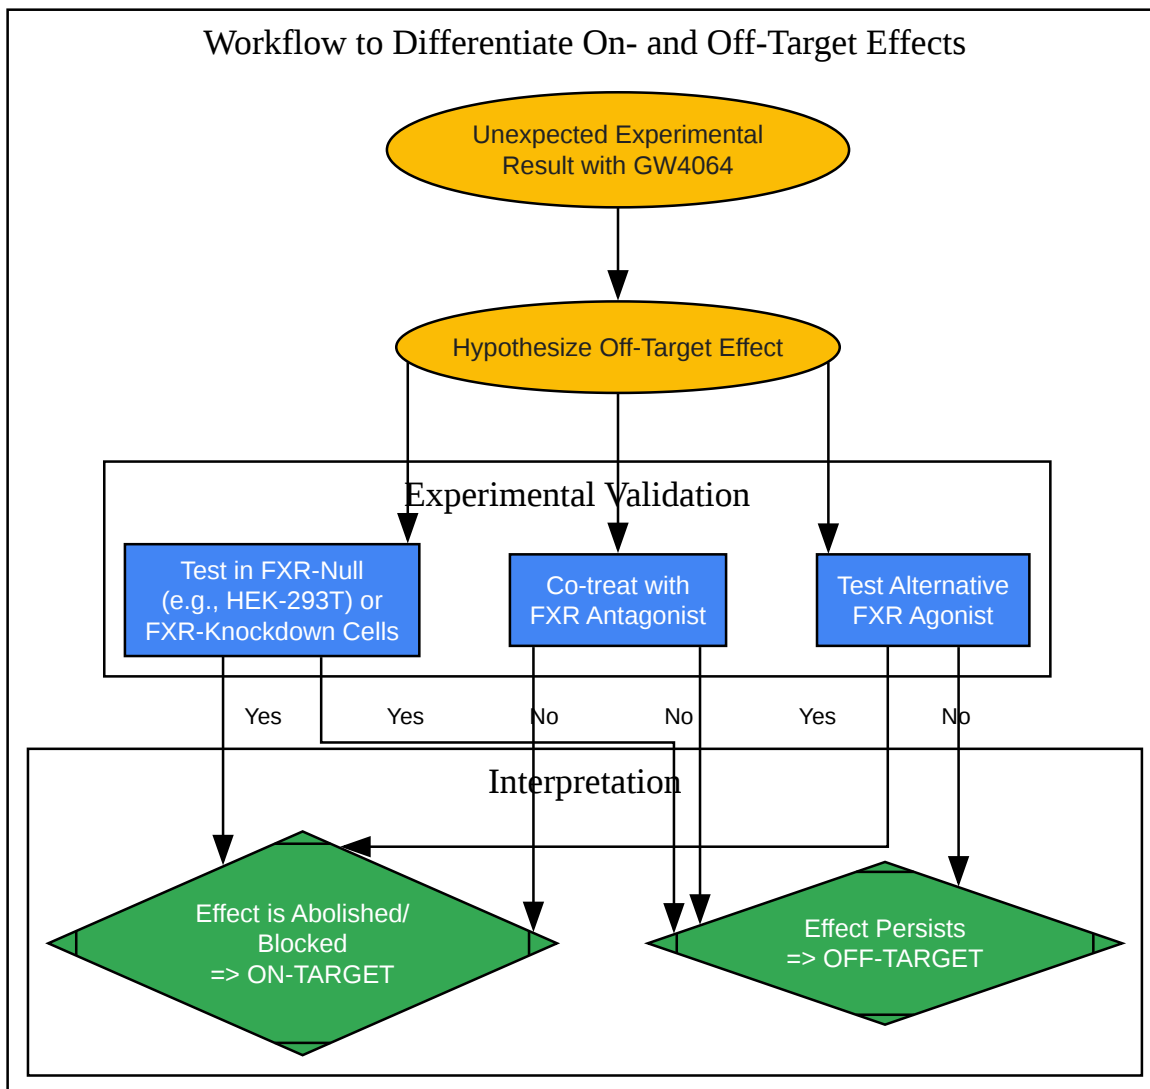 Workflow to Differentiate On- and Off-Target Effects
Unexpected Experimental
Result with GW4064
Hypothesize Off-Target Effect
Experimental Validation
Test in FXR-Null
(e.g., HEK-293T) or
FXR-Knockdown Cells
Co-treat with
FXR Antagonist
Test Alternative
FXR Agonist
Yes
Yes
No
No
Yes
No
Interpretation
Effect is Abolished/
Blocked
=> ON-TARGET
Effect Persists
=> OFF-TARGET